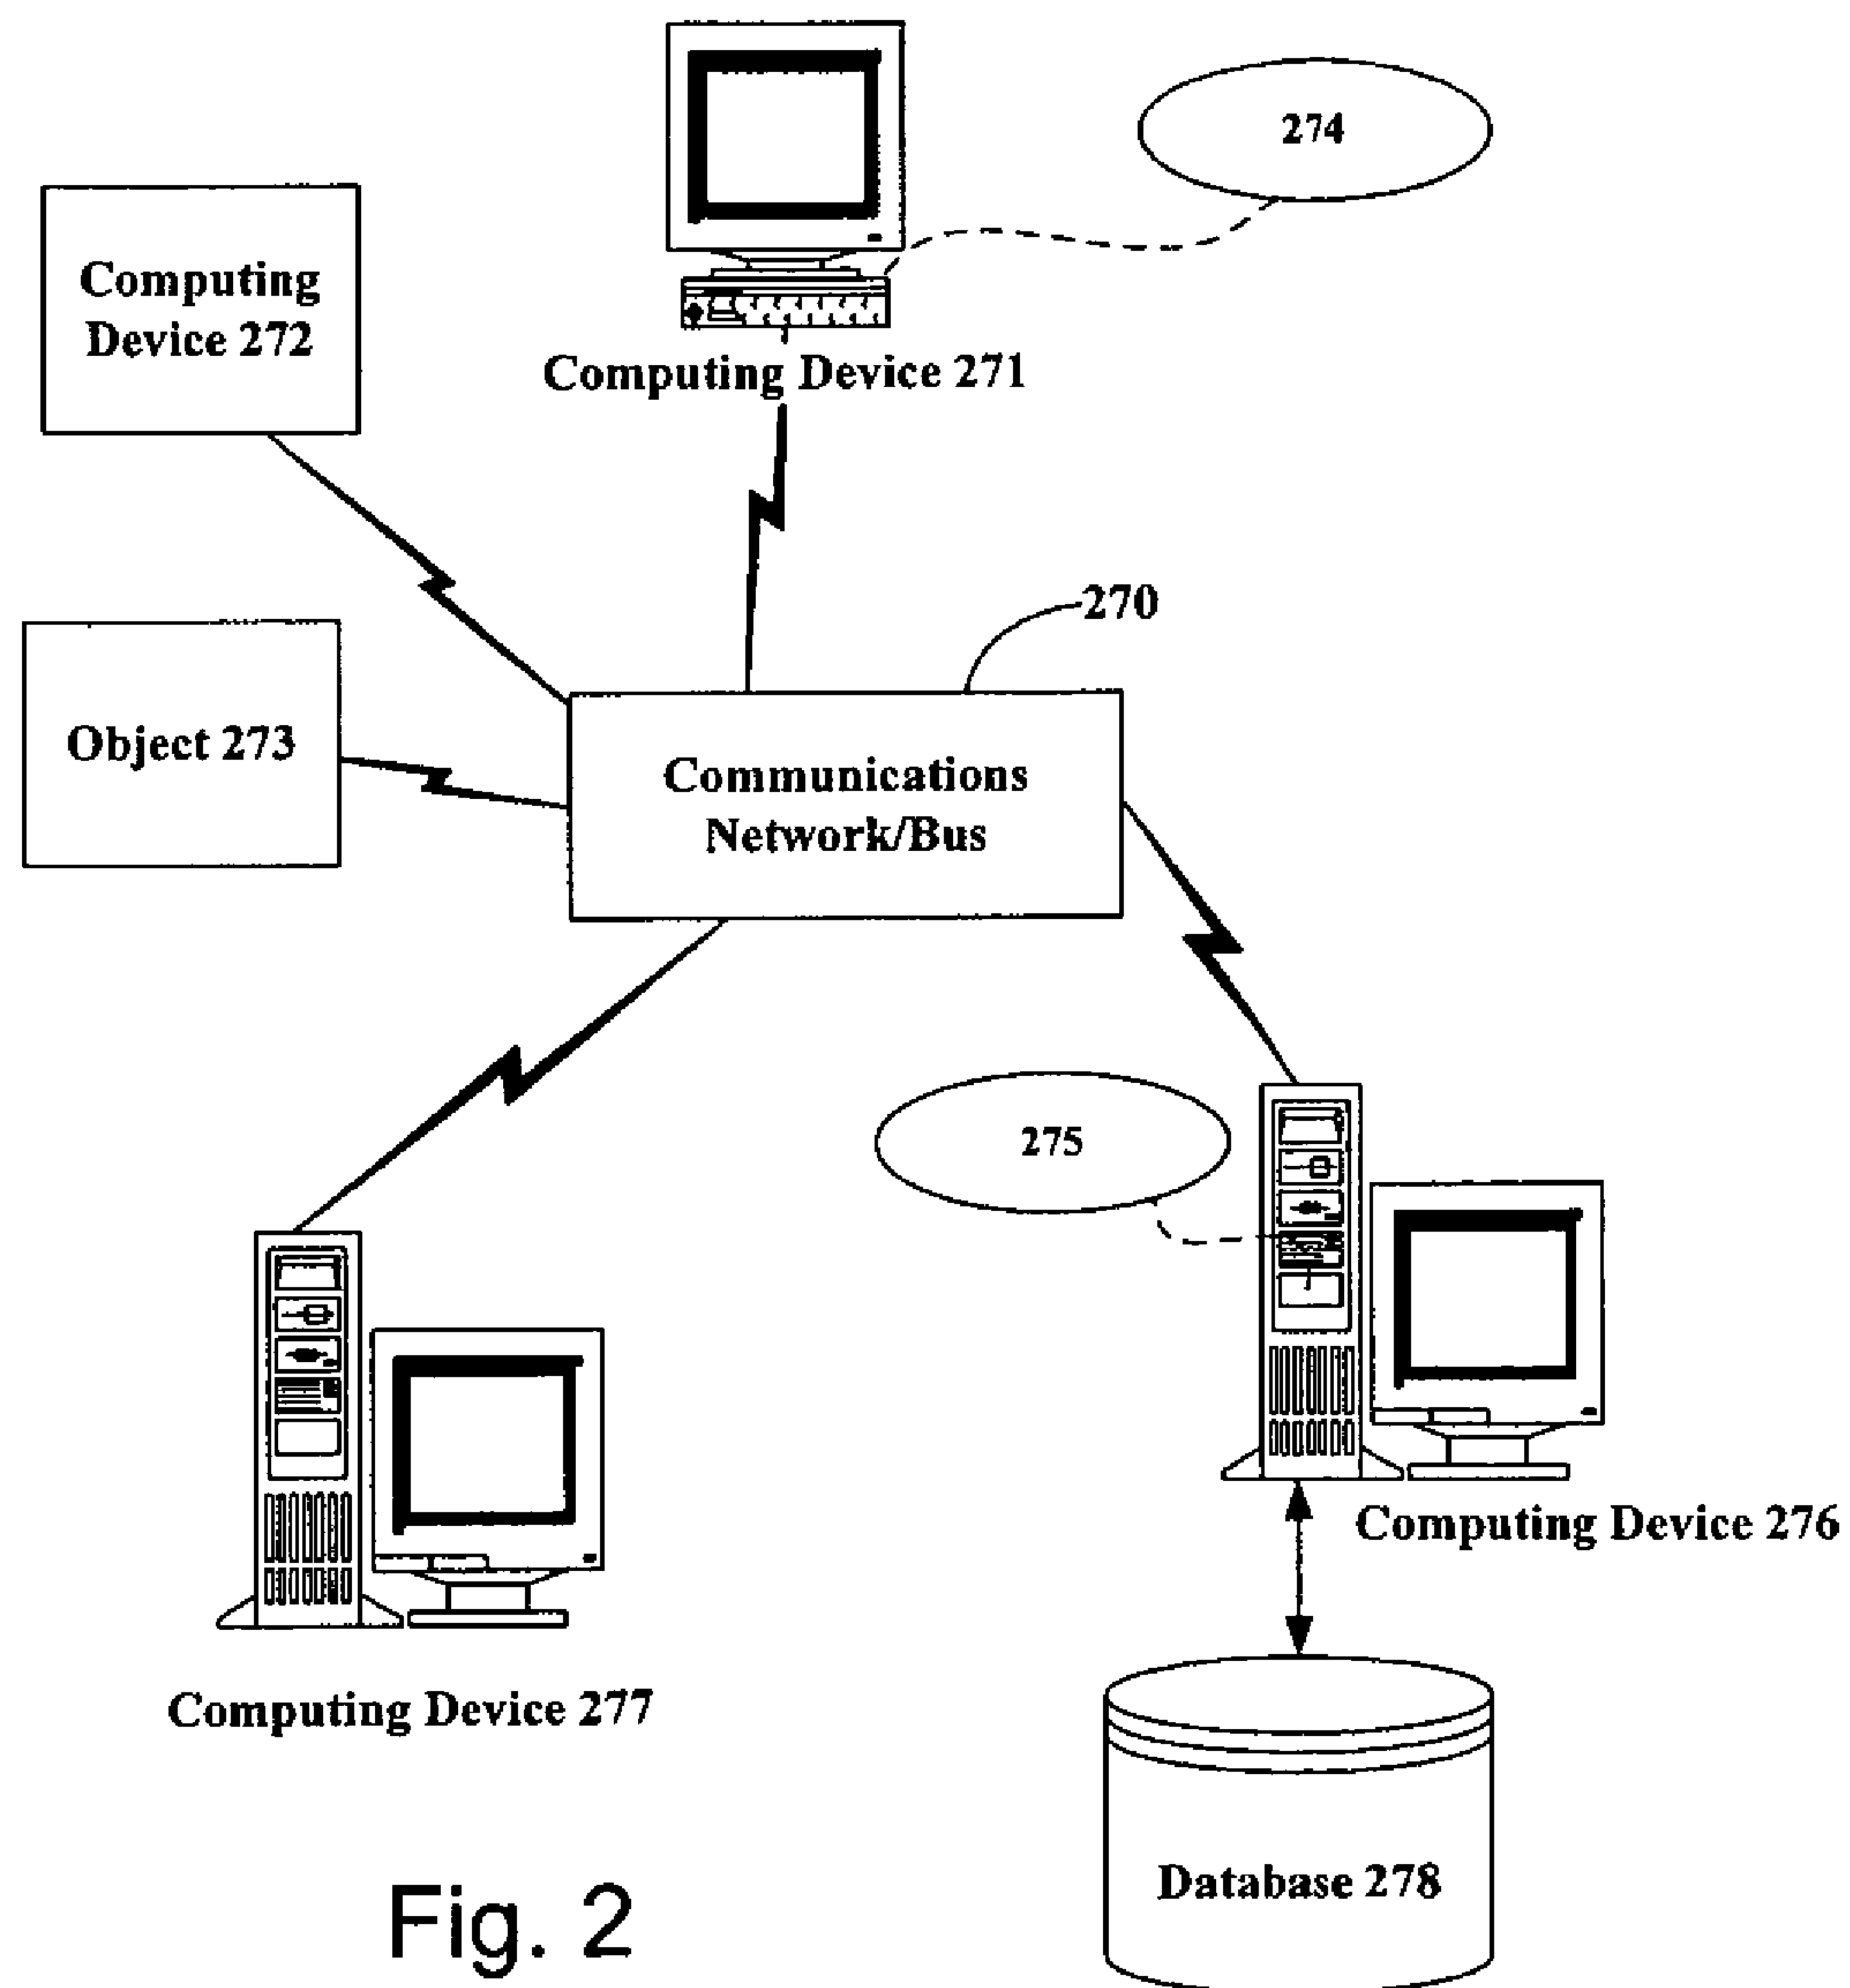 274
Computing
Device 272
Computing Device 271
270
Object 273
Communications
Network/Bus
275
Computing Device 276
Computing Device 277
Database 278
Fig. 2